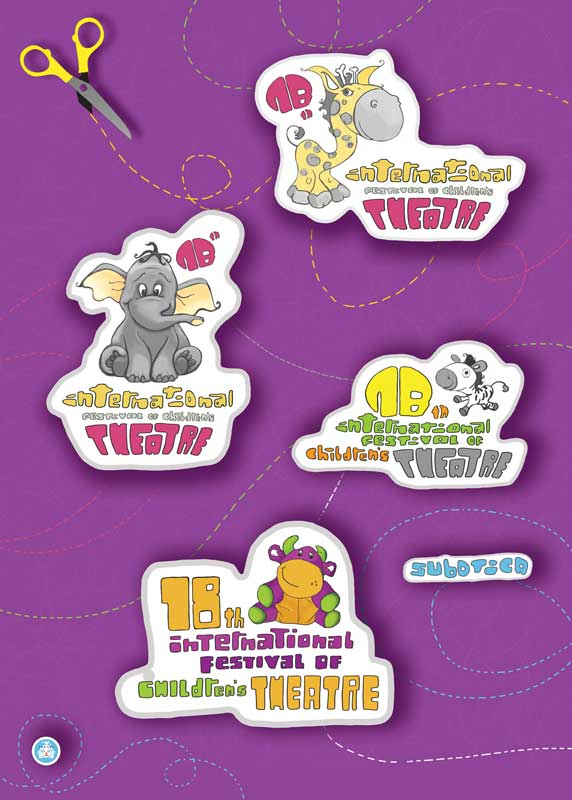 18th
international
FESTIVAL OF children's
THEATRE
18th
international
FESTIVAL OF children's
THEATRE
18th
international
FESTIVAL OF
children's THEATRE
18th
international
FESTIVAL OF
CHildren's THEATRE
SUBOTICA